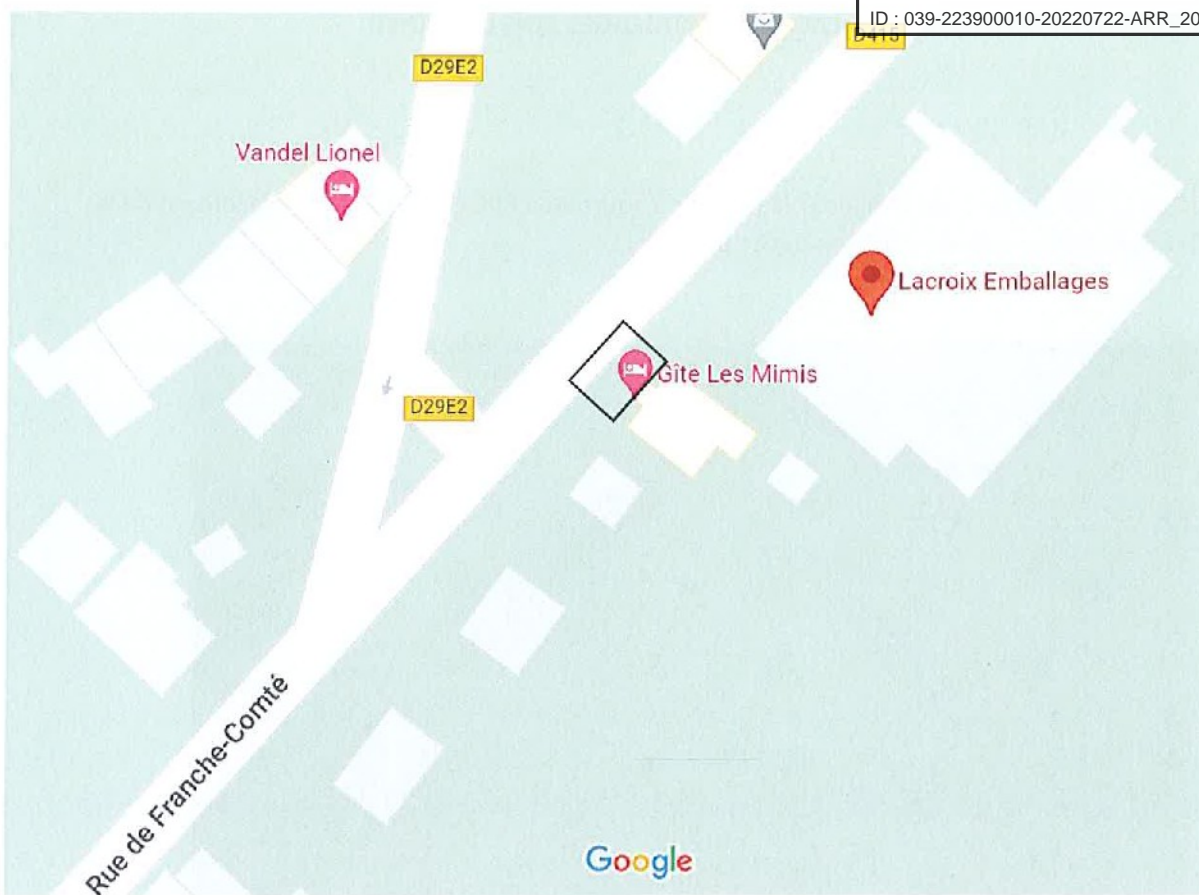 ID : 039-223900010-20220722-ARR_20
D415
D29E2
Vandel Lionel
Lacroix Emballages
Gîte Les Mimis
D29E2
Rue de Franche-Comté
Google